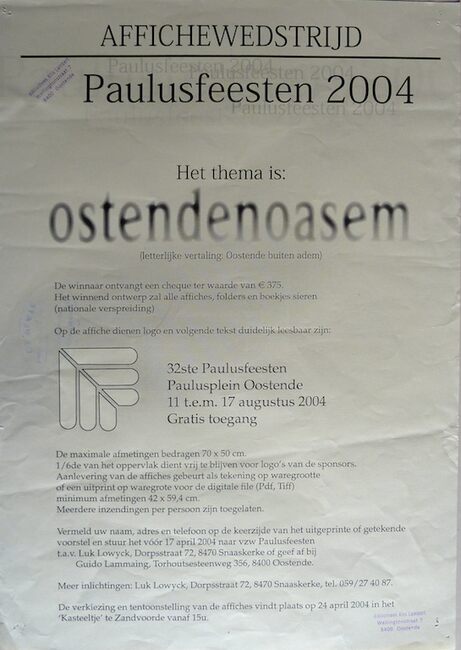 AFFICHEWEDSTRIJD
Paulusfeesten 2004
Het thema is:
ostendenoasem
(letterlijke vertaling: Oostende buiten adem)
De winnaar ontvangt een cheque ter waarde van € 375.
Het winnend ontwerp zal alle affiches, folders en boekjes sieren
(nationale verspreiding)
Op de affiche dienen logo en volgende tekst duidelijk leesbaar zijn:
32ste Paulusfeesten
Paulusplein Oostende
11 t.e.m. 17 augustus 2004
Gratis toegang
De maximale afmetingen bedragen 70 x 50 cm.
1/6de van het oppervlak dient vrij te blijven voor logo's van de sponsors.
Aanlevering van de affiches gebeurt als tekening op waregrootte
of een uitprint op waregrote voor de digitale file (Pdf, Tiff)
minimum afmetingen 42 x 59,4 cm.
Meerdere inzendingen per persoon zijn toegelaten.
Vermeld uw naam, adres en telefoon op de keerzijde van het uitgeprinte of getekende
voorstel en stuur het vóór 17 april 2004 naar vzw Paulusfeesten
t.a.v. Luk Lowyck, Dorpsstraat 72, 8470 Snaaskerke of geef af bij
Guido Lammaing, Torhoutsesteenweg 356, 8400 Oostende.
Meer inlichtingen: Luk Lowyck, Dorpsstraat 72, 8470 Snaaskerke, tel. 059/27 40 87.
De verkiezing en tentoonstelling van de affiches vindt plaats op 24 april 2004 in het
'Kasteeltje' te Zandvoorde vanaf 15u.
8400 Oostende